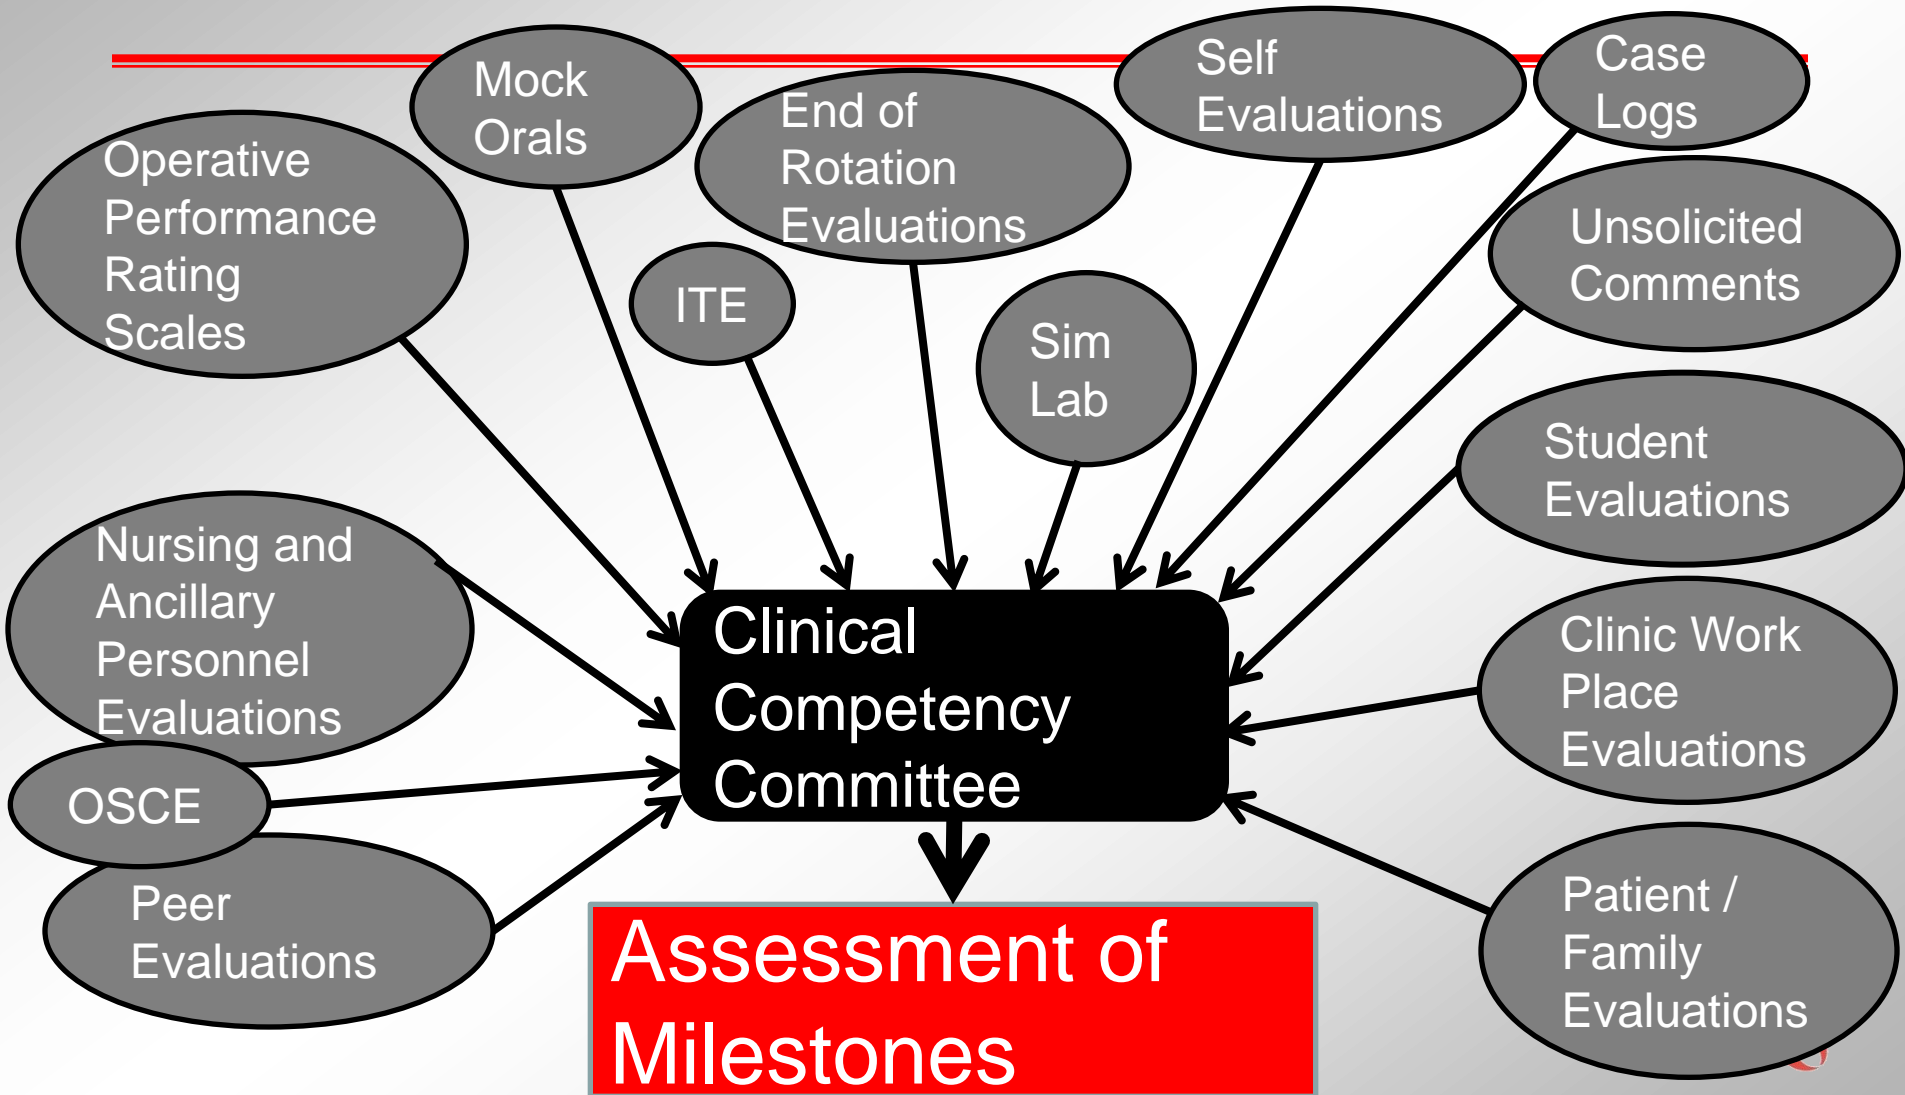 Mock
Orals
Self
Evaluations
Case
Logs
End of
Rotation
Evaluations
Operative
Performance
Rating
Scales
Unsolicited
Comments
ITE
Sim
Lab
Student
Evaluations
Nursing and
Ancillary
Personnel
Evaluations
Clinical
Competency
Committee
Clinic Work
Place
Evaluations
OSCE
Peer
Evaluations
Patient /
Family
Evaluations
Assessment of
Milestones